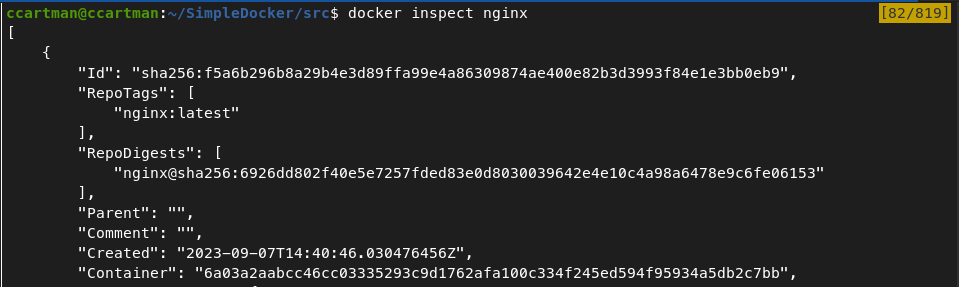 ccartman@ccartman:~/SimpleDocker/src$ docker inspect nginx [82/819]
[
    {
        "Id": "sha256:f5a6b296b8a29b4e3d89ffa99e4a86309874ae400e82b3d3993f84e1e3bb0eb9",
        "RepoTags": [
            "nginx:latest"
        ],
        "RepoDigests": [
            "nginx@sha256:6926dd802f40e5e7257fded83e0d8030039642e4e10c4a98a6478e9c6fe06153"
        ],
        "Parent": "",
        "Comment": "",
        "Created": "2023-09-07T14:40:46.030476456Z",
        "Container": "6a03a2aabcc46cc03335293c9d1762afa100c334f245ed594f95934a5db2c7bb",